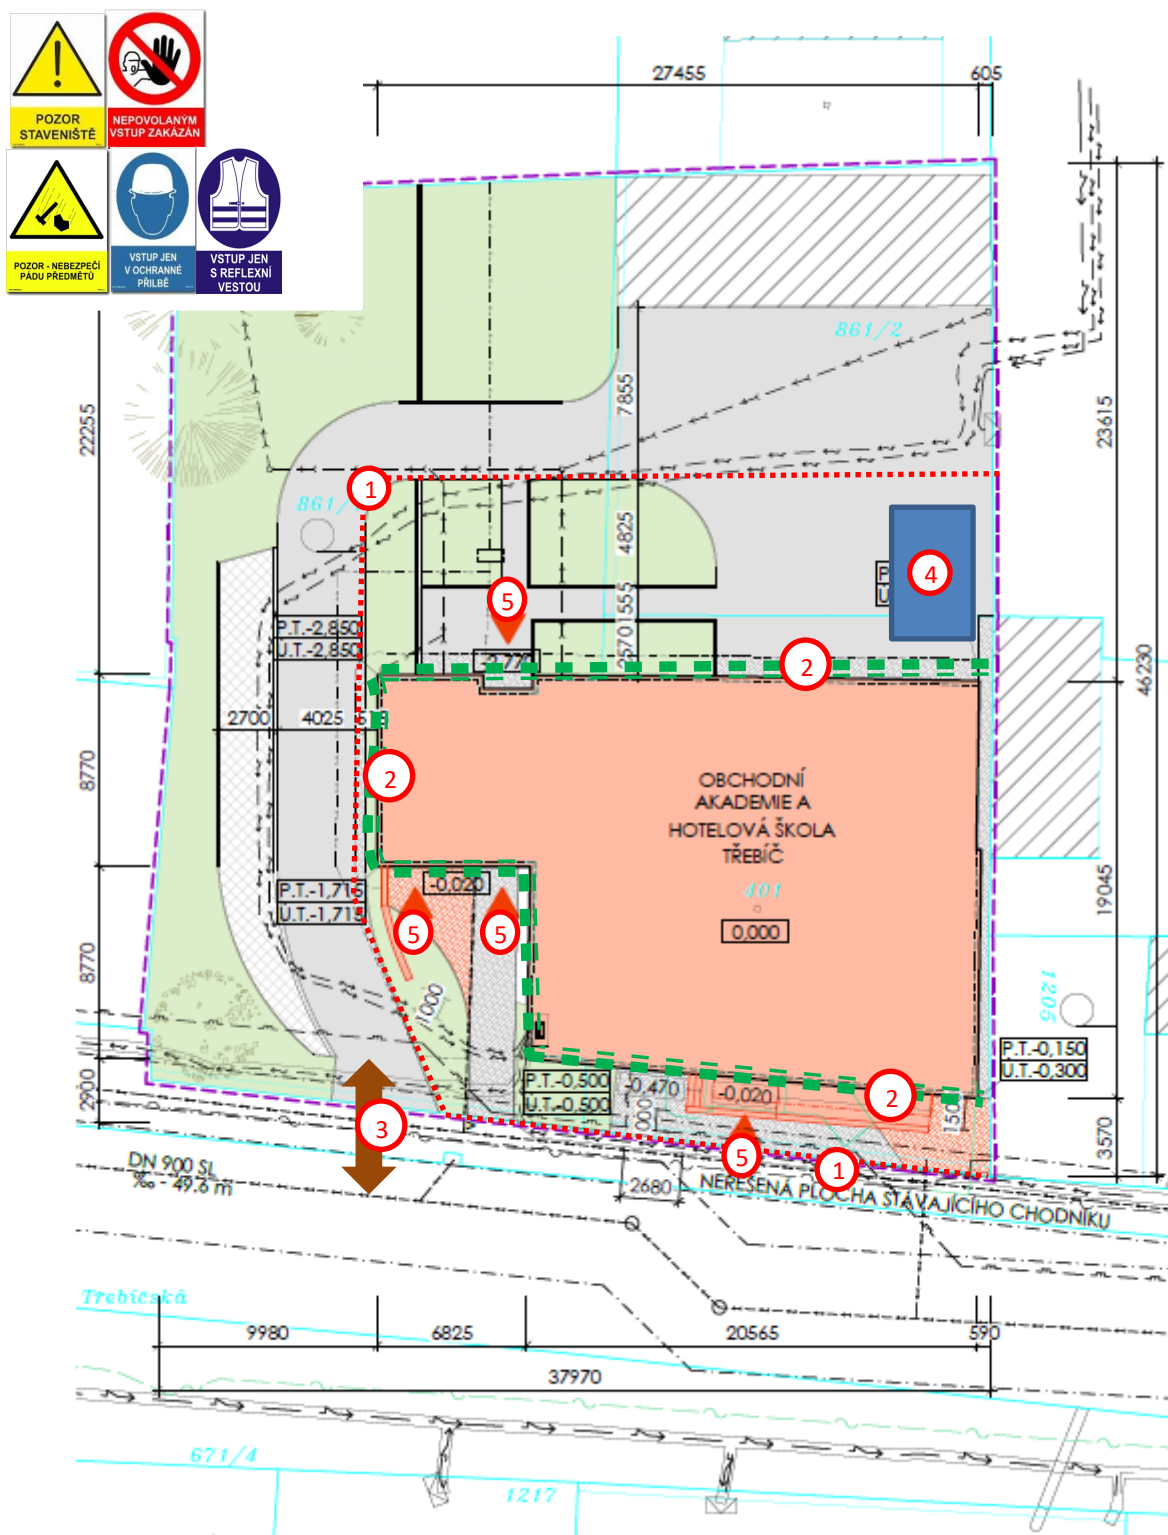 POZOR
STAVENIŠTĚ
NEPOVOLANÝM
VSTUP ZAKÁZÁN
POZOR - NEBEZPEČÍ
PÁDU PŘEDMĚTŮ
VSTUP JEN
V OCHRANNÉ
PŘILBĚ
VSTUP JEN
S REFLEXNÍ
VESTOU
27455
605
861/2
7855
22255
23615
1
861/
4825
4
5
1555
P.T.-2,850
U.T.-2,850
2570
2
46230
2700
4025
8770
2
OBCHODNÍ
AKADEMIE A
HOTELOVÁ ŠKOLA
TŘEBÍČ
401
0,000
-0,020
P.T.-1,715
U.T.-1,715
19045
5
5
8770
1000
1205
P.T.-0,150
U.T.-0,300
P.T.-0,500
U.T.-0,500
-0,470
-0,020
2
2900
3
3570
5
1
DN 900 SL
‰ - 49.6 m
2680
NEŘEŠENÁ PLOCHA STÁVAJÍCÍHO CHODNÍKU
Třebíčská
9980
6825
20565
590
37970
671/4
1217